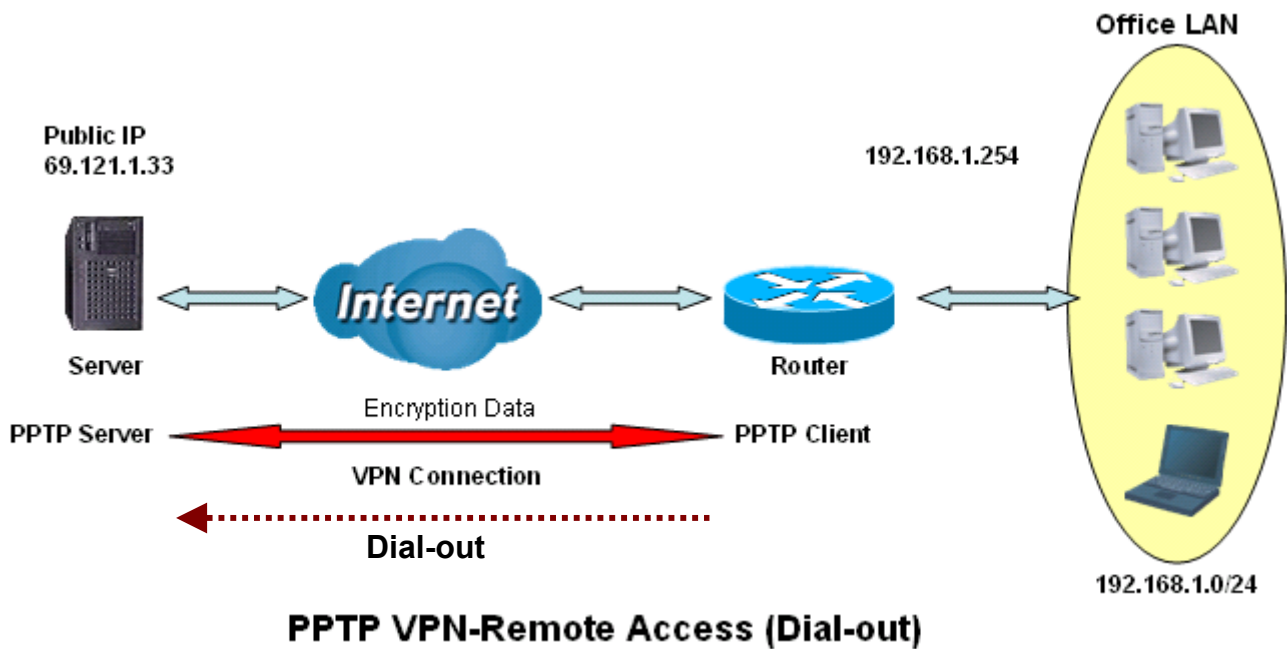 Office LAN
Public IP
69.121.1.33
192.168.1.254
Internet
Server
Router
Encryption Data
PPTP Server
PPTP Client
VPN Connection
Dial-out
192.168.1.0/24
PPTP VPN-Remote Access (Dial-out)